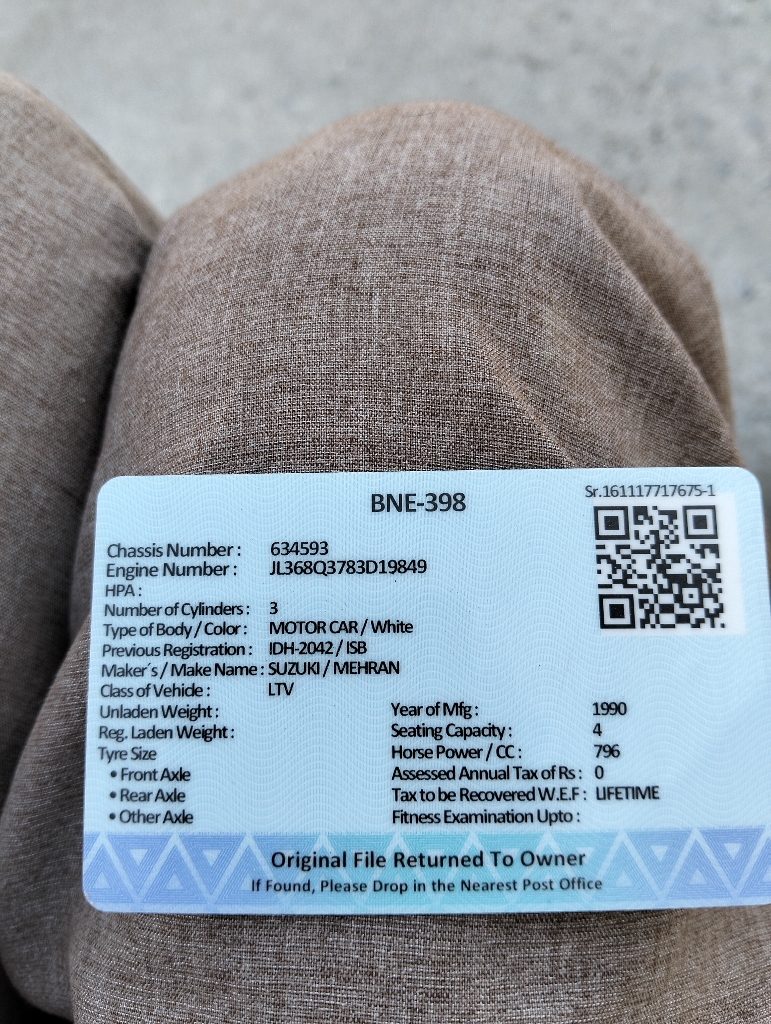 BNE-398
Sr.161117717675-1
Chassis Number : 634593
Engine Number : JL368Q3783D19849
HPA :
Number of Cylinders : 3
Type of Body / Color : MOTOR CAR / White
Previous Registration : IDH-2042 / ISB
Maker´s / Make Name : SUZUKI / MEHRAN
Class of Vehicle : LTV
Unladen Weight : Year of Mfg : 1990
Reg. Laden Weight : Seating Capacity : 4
Tyre Size Horse Power / CC : 796
• Front Axle Assessed Annual Tax of Rs : 0
• Rear Axle Tax to be Recovered W.E.F : LIFETIME
• Other Axle Fitness Examination Upto :
Original File Returned To Owner
If Found, Please Drop in the Nearest Post Office